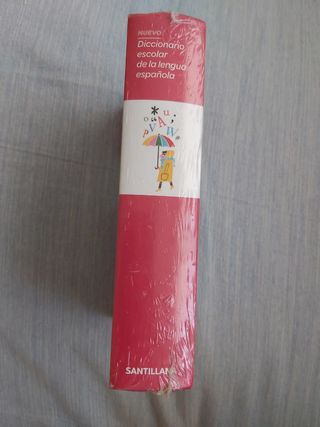 NUEVO
Diccionario
escolar
de la lengua
española
SANTILLANA